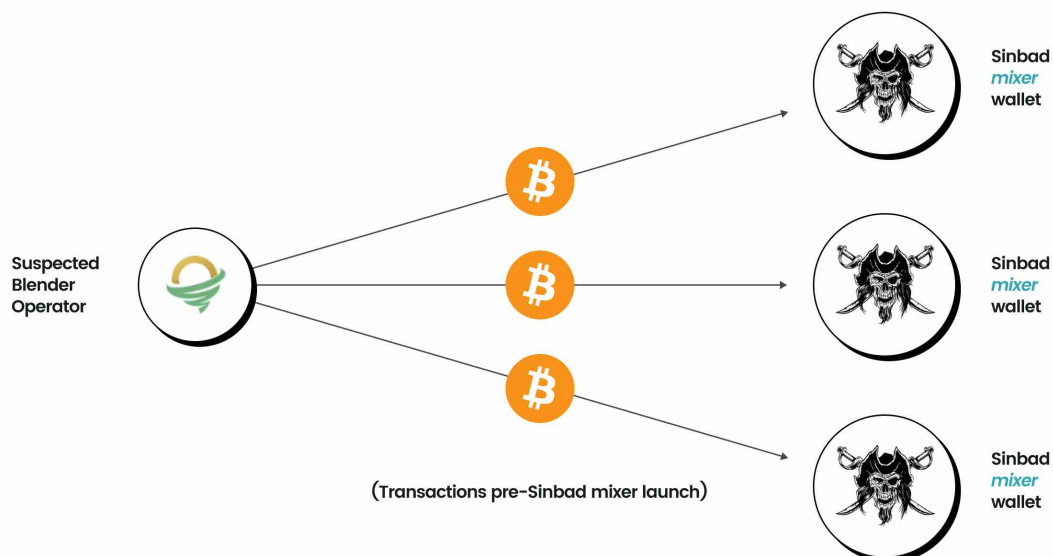 Sinbad
mixer
wallet
Suspected
Blender
Operator
Sinbad
mixer
wallet
Sinbad
mixer
wallet
(Transactions pre-Sinbad mixer launch)